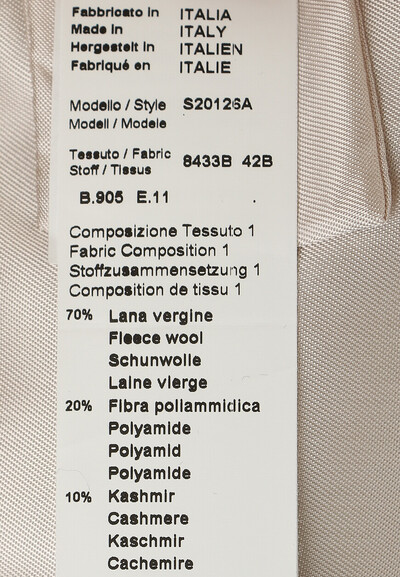 Fabbricato in ITALIA
Made in ITALY
Hergestelt in ITALIEN
Fabriqué en ITALIE
Modello / Style S20126A
Modell / Modele
Tessuto / Fabric 8433B 42B
Stoff / Tissus
B.905 E.11 .
Composizione Tessuto 1
Fabric Composition 1
Stoffzusammensetzung 1
Composition de tissu 1
70% Lana vergine
Fleece wool
Schunwolle
Laine vierge
20% Fibra poliammidica
Polyamide
Polyamid
Polyamide
10% Kashmir
Cashmere
Kaschmir
Cachemire